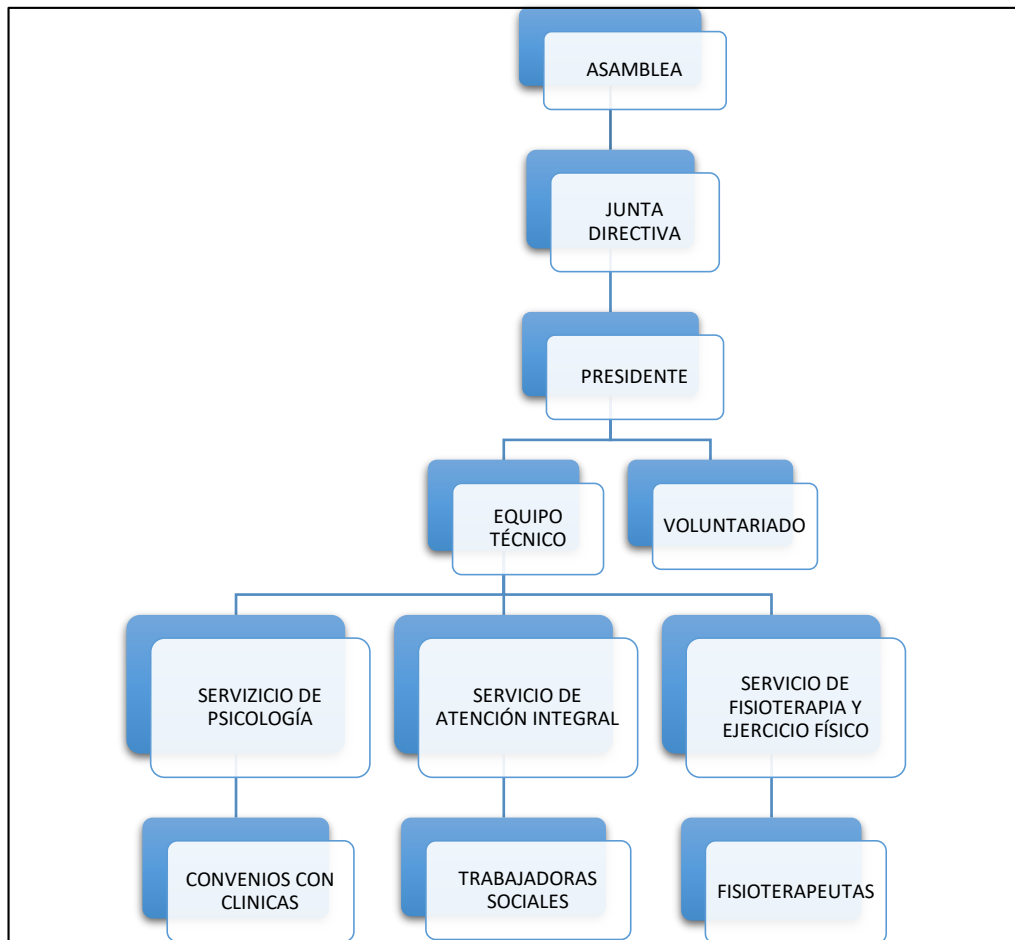 ASAMBLEA
JUNTA
DIRECTIVA
PRESIDENTE
EQUIPO
TÉCNICO
VOLUNTARIADO
SERVIZICIO DE
PSICOLOGÍA
SERVICIO DE
ATENCIÓN INTEGRAL
SERVICIO DE
FISIOTERAPIA Y
EJERCICIO FÍSICO
CONVENIOS CON
CLINICAS
TRABAJADORAS
SOCIALES
FISIOTERAPEUTAS